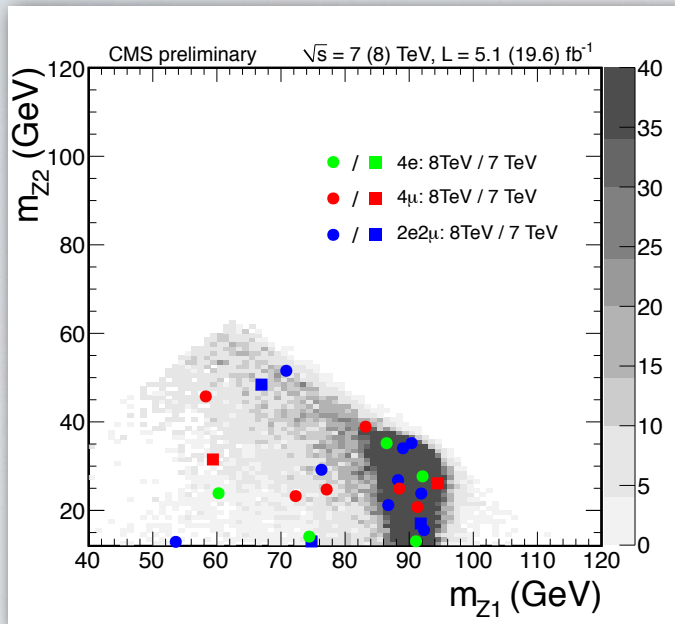 CMS preliminary √s = 7 (8) TeV, L = 5.1 (19.6) fb⁻¹
m_Z2 (GeV)
120
100
80
60
40
20
/ 4e: 8TeV / 7 TeV
/ 4μ: 8TeV / 7 TeV
/ 2e2μ: 8TeV / 7 TeV
40
35
30
25
20
15
10
5
0
40 50 60 70 80 90 100 110 120
m_Z1 (GeV)